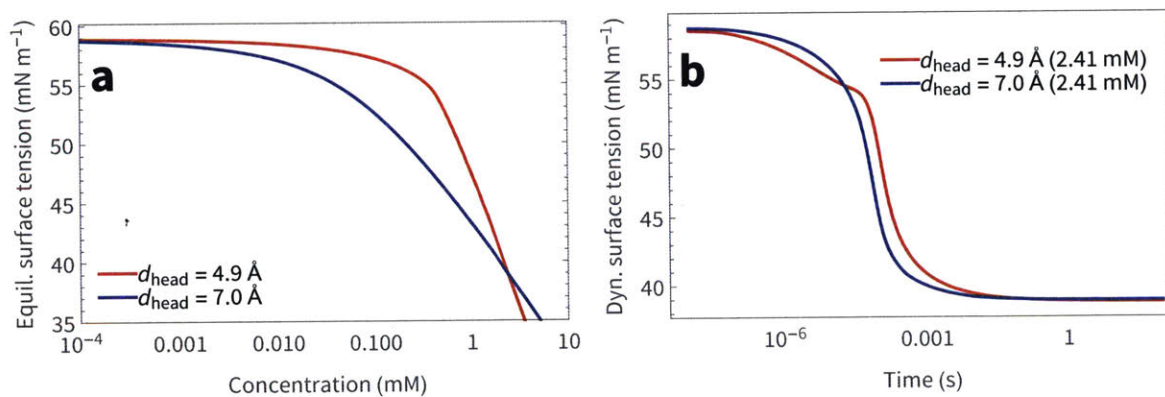 a
Equil. surface tension (mN m⁻¹)
60
55
50
45
40
35
d_head = 4.9 Å
d_head = 7.0 Å
10⁻⁴
0.001
0.010
0.100
1
10
Concentration (mM)
b
Dyn. surface tension (mN m⁻¹)
55
50
45
40
d_head = 4.9 Å (2.41 mM)
d_head = 7.0 Å (2.41 mM)
10⁻⁶
0.001
1
Time (s)